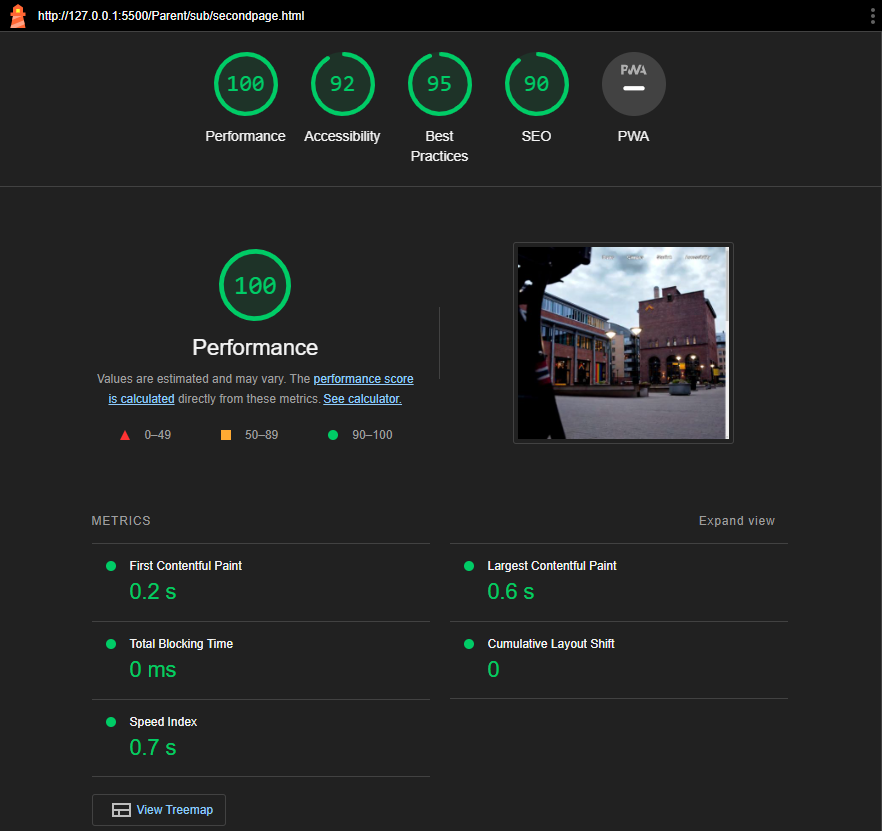 http://127.0.0.1:5500/Parent/sub/secondpage.html
100 92 95 90 PWA
Performance Accessibility Best Practices SEO PWA
100
Performance
Values are estimated and may vary. The performance score
is calculated directly from these metrics. See calculator.
0–49 50–89 90–100
METRICS Expand view
First Contentful Paint
0.2 s
Largest Contentful Paint
0.6 s
Total Blocking Time
0 ms
Cumulative Layout Shift
0
Speed Index
0.7 s
View Treemap